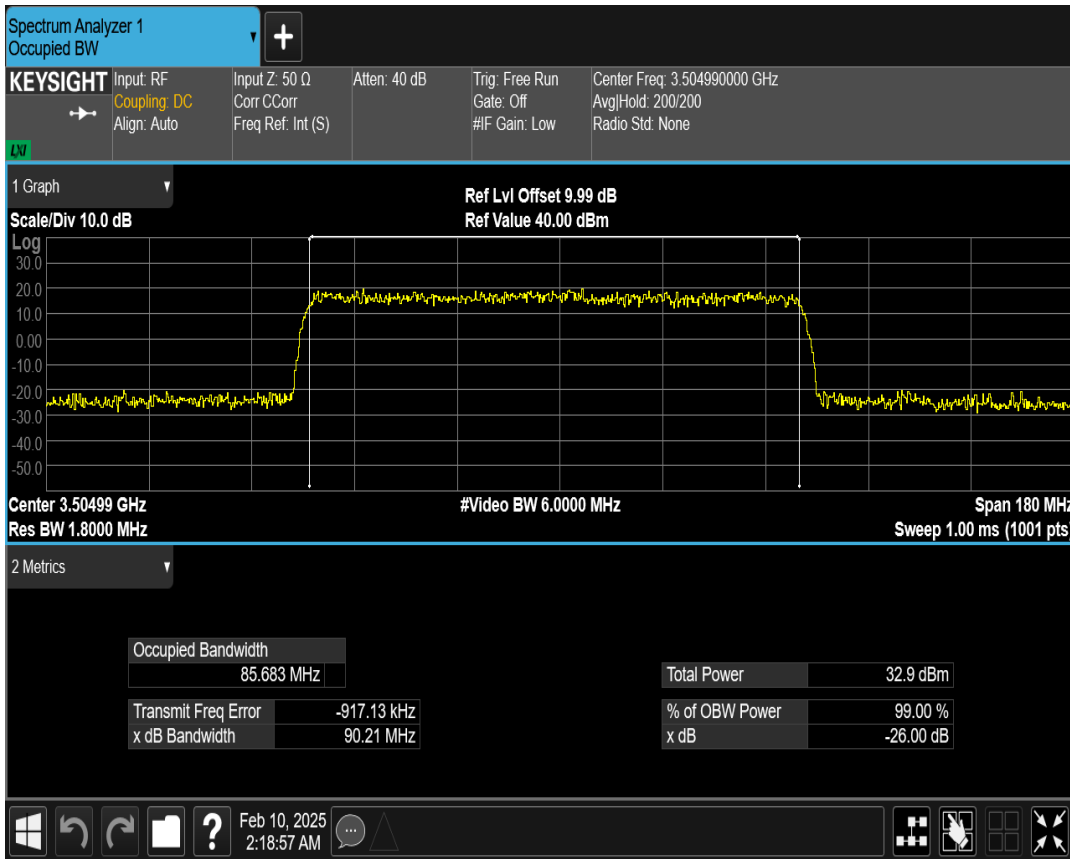 Spectrum Analyzer 1
Occupied BW
+
KEYSIGHT
LXI
Input: RF
Coupling: DC
Align: Auto
Input Z: 50 Ω
Corr CCorr
Freq Ref: Int (S)
Atten: 40 dB
Trig: Free Run
Gate: Off
#IF Gain: Low
Center Freq: 3.504990000 GHz
Avg|Hold: 200/200
Radio Std: None
1 Graph
Scale/Div 10.0 dB
Ref Lvl Offset 9.99 dB
Ref Value 40.00 dBm
Log
30.0
20.0
10.0
0.00
-10.0
-20.0
-30.0
-40.0
-50.0
Center 3.50499 GHz
#Video BW 6.0000 MHz
Span 180 MHz
Res BW 1.8000 MHz
Sweep 1.00 ms (1001 pts)
2 Metrics
Occupied Bandwidth
85.683 MHz
Total Power 32.9 dBm
Transmit Freq Error -917.13 kHz
% of OBW Power 99.00 %
x dB Bandwidth 90.21 MHz
x dB -26.00 dB
?
Feb 10, 2025
2:18:57 AM